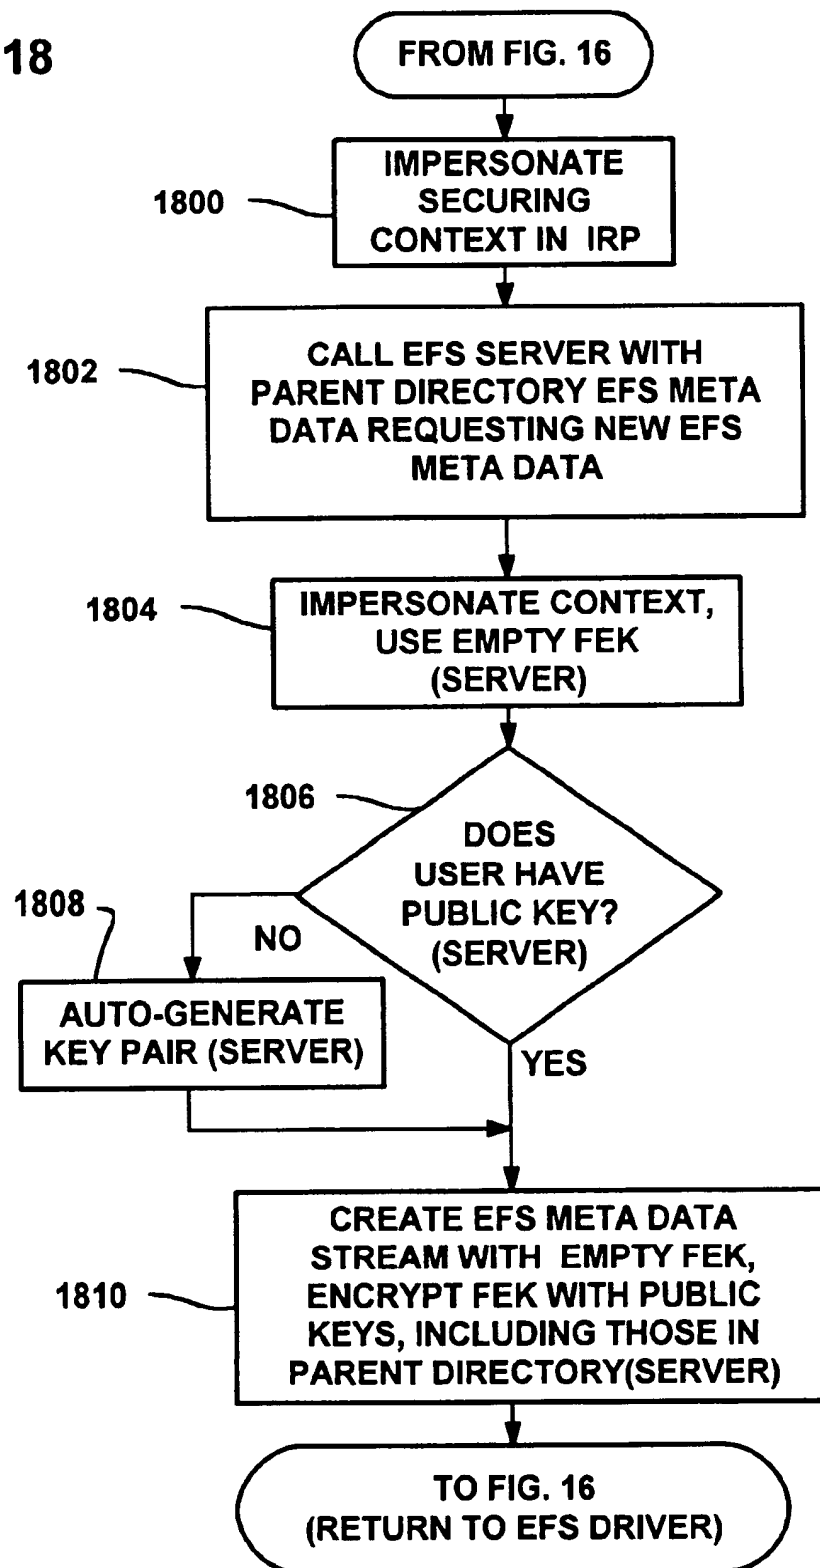 18
FROM FIG. 16
1800
IMPERSONATE
SECURING
CONTEXT IN IRP
1802
CALL EFS SERVER WITH
PARENT DIRECTORY EFS META
DATA REQUESTING NEW EFS
META DATA
1804
IMPERSONATE CONTEXT,
USE EMPTY FEK
(SERVER)
1806
DOES
USER HAVE
PUBLIC KEY?
(SERVER)
1808
NO
AUTO-GENERATE
KEY PAIR (SERVER)
YES
1810
CREATE EFS META DATA
STREAM WITH EMPTY FEK,
ENCRYPT FEK WITH PUBLIC
KEYS, INCLUDING THOSE IN
PARENT DIRECTORY(SERVER)
TO FIG. 16
(RETURN TO EFS DRIVER)